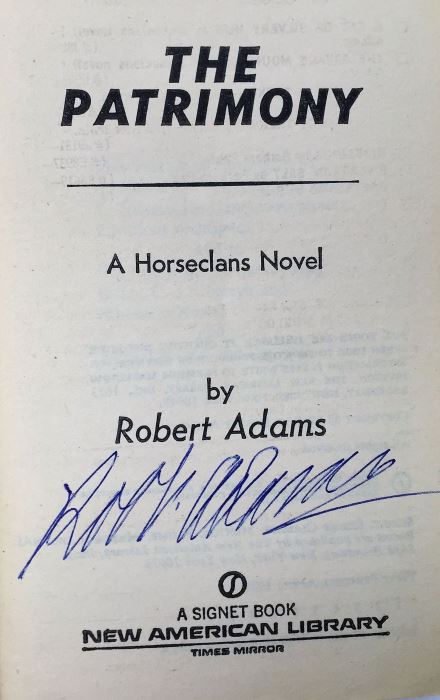 THE
PATRIMONY
A Horseclans Novel
by
Robert Adams
A SIGNET BOOK
NEW AMERICAN LIBRARY
TIMES MIRROR